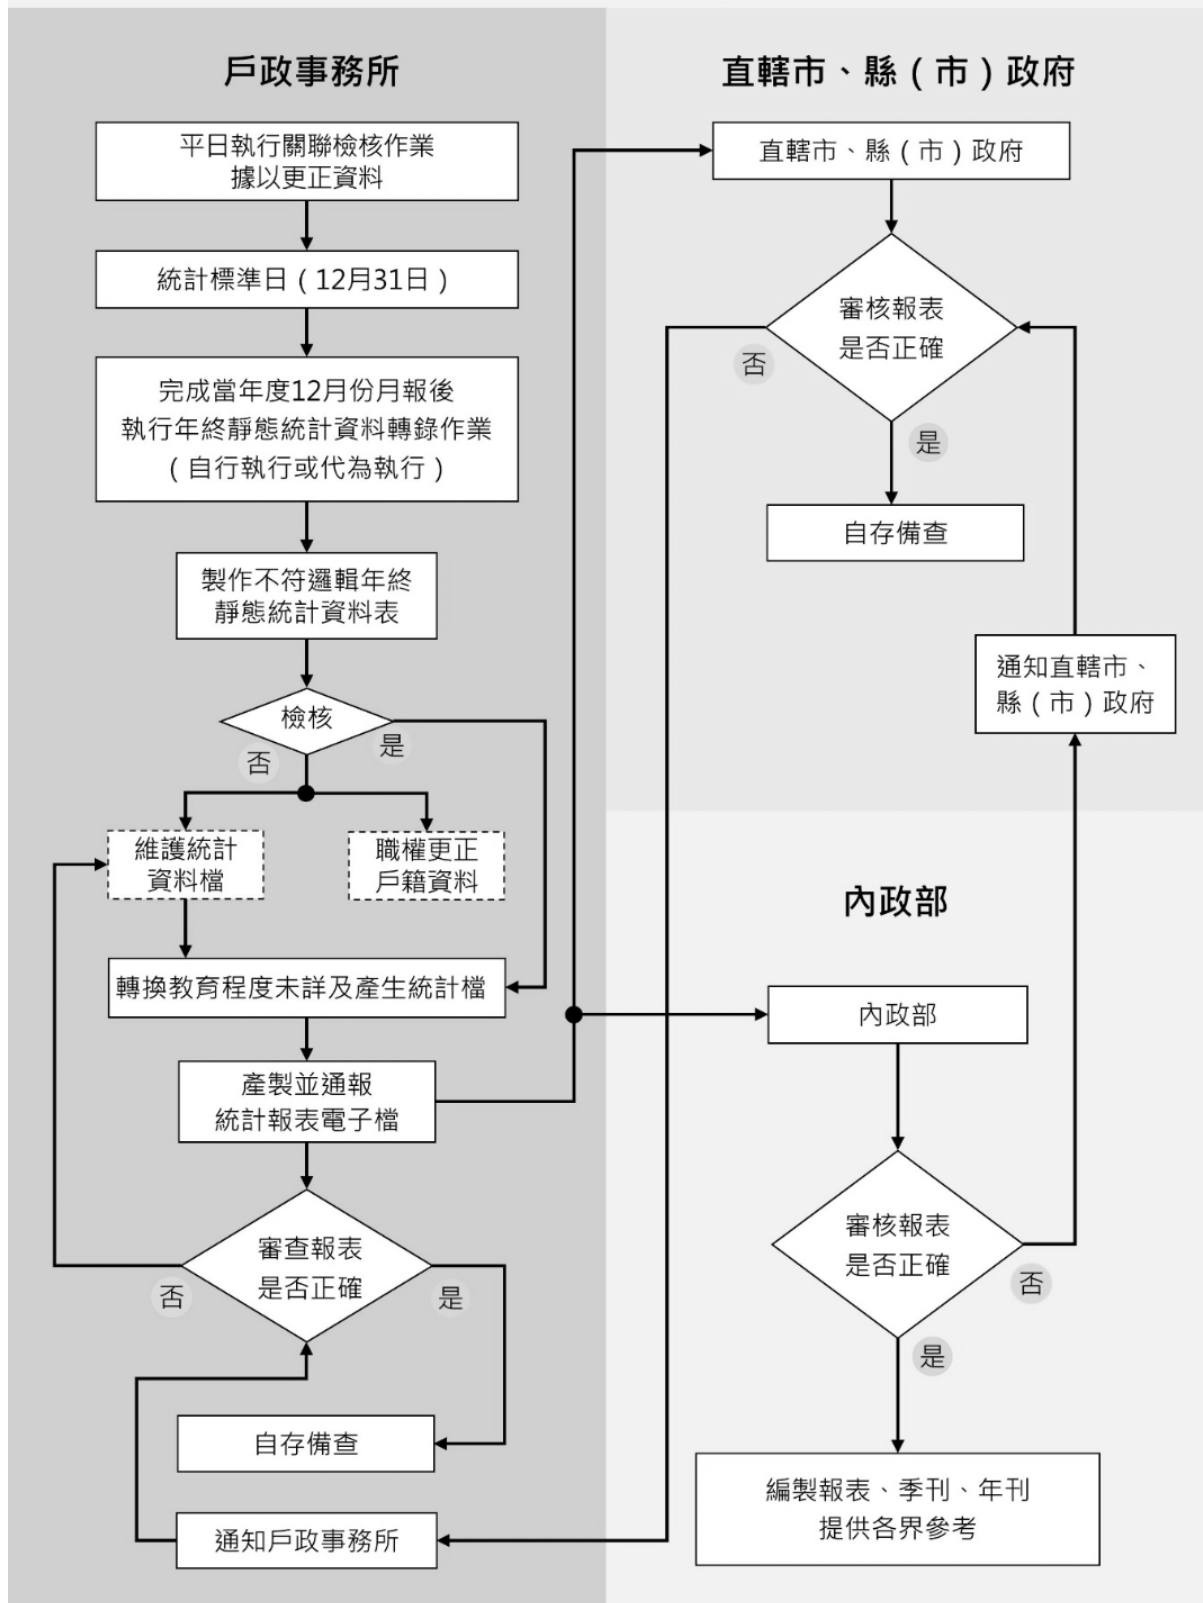 戶政事務所
平日執行關聯檢核作業
據以更正資料
統計標準日（12月31日）
完成當年度12月份月報後
執行年終靜態統計資料轉錄作業
（自行執行或代為執行）
製作不符邏輯年終
靜態統計資料表
檢核
否
是
維護統計
資料檔
職權更正
戶籍資料
轉換教育程度未詳及產生統計檔
產製並通報
統計報表電子檔
審查報表
是否正確
否
是
自存備查
通知戶政事務所
直轄市、縣（市）政府
直轄市、縣（市）政府
審核報表
是否正確
否
是
自存備查
通知直轄市、
縣（市）政府
內政部
內政部
審核報表
是否正確
否
是
編製報表、季刊、年刊
提供各界參考